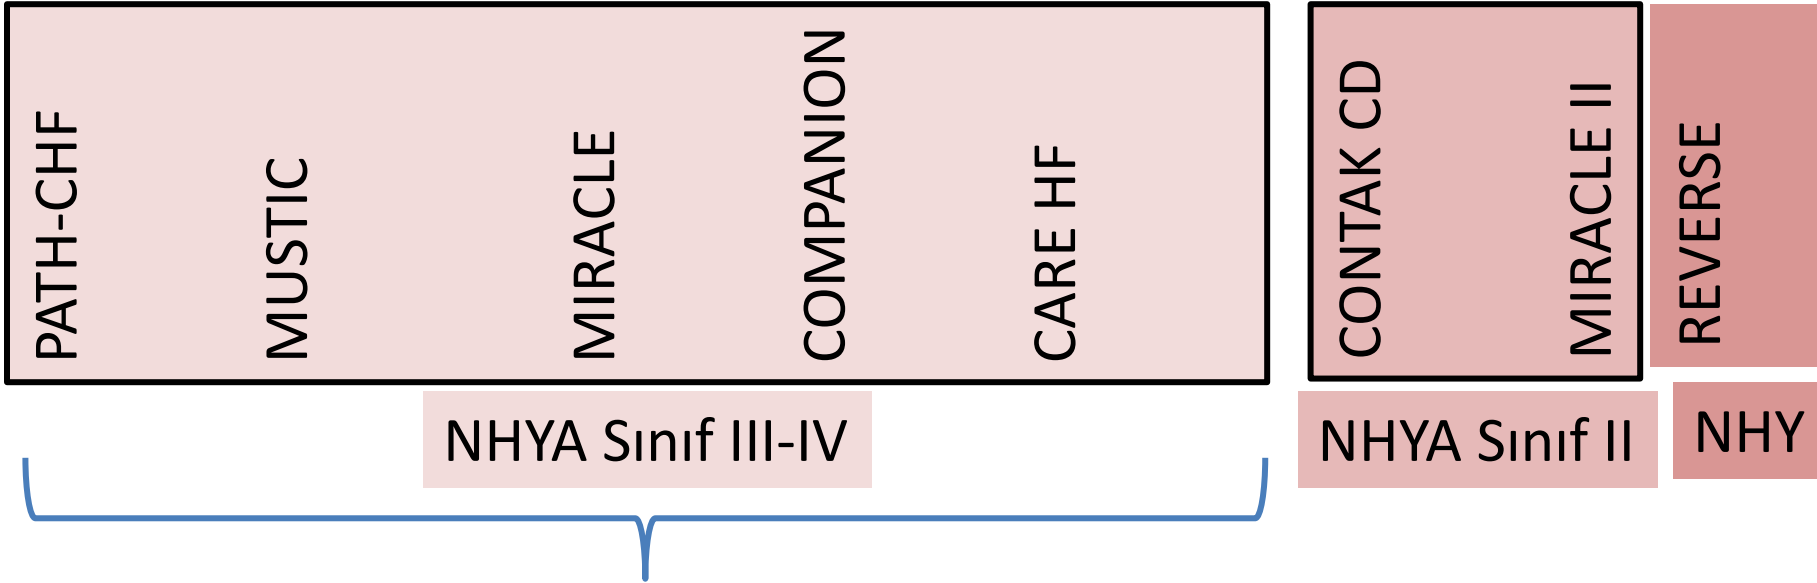 PATH-CHF
MUSTIC
MIRACLE
COMPANION
CARE HF
CONTAK CD
MIRACLE II
REVERSE
NHYA Sınıf III-IV
NHYA Sınıf II
NHY